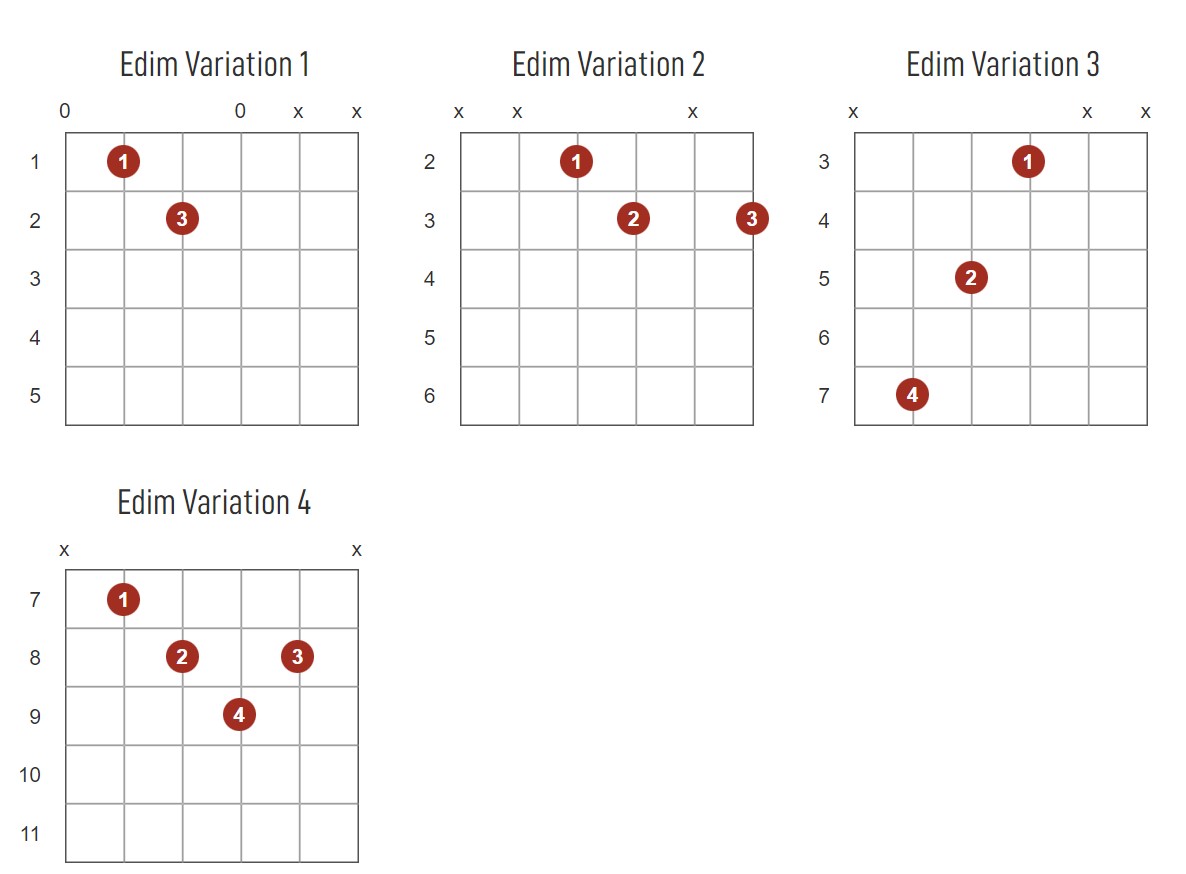 Edim Variation 1
0 0 x x
1 1
2 3
3
4
5
Edim Variation 2
x x x
2 1
3 2 3
4
5
6
Edim Variation 3
x x x
3 1
4
5 2
6
7 4
Edim Variation 4
x x
7 1
8 2 3
9 4
10
11